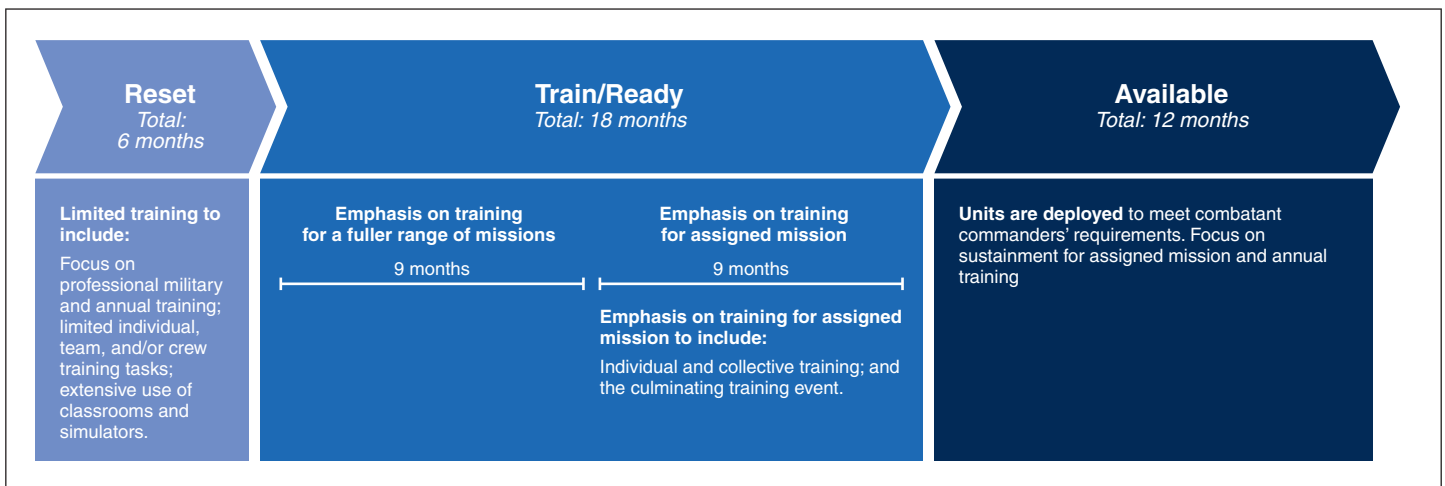 Reset
Total:
6 months
Train/Ready
Total: 18 months
Available
Total: 12 months
Limited training to
include:
Focus on
professional military
and annual training;
limited individual,
team, and/or crew
training tasks;
extensive use of
classrooms and
simulators.
Emphasis on training
for a fuller range of missions
9 months
Emphasis on training
for assigned mission
9 months
Emphasis on training for assigned
mission to include:
Individual and collective training; and
the culminating training event.
Units are deployed to meet combatant
commanders’ requirements. Focus on
sustainment for assigned mission and annual
training